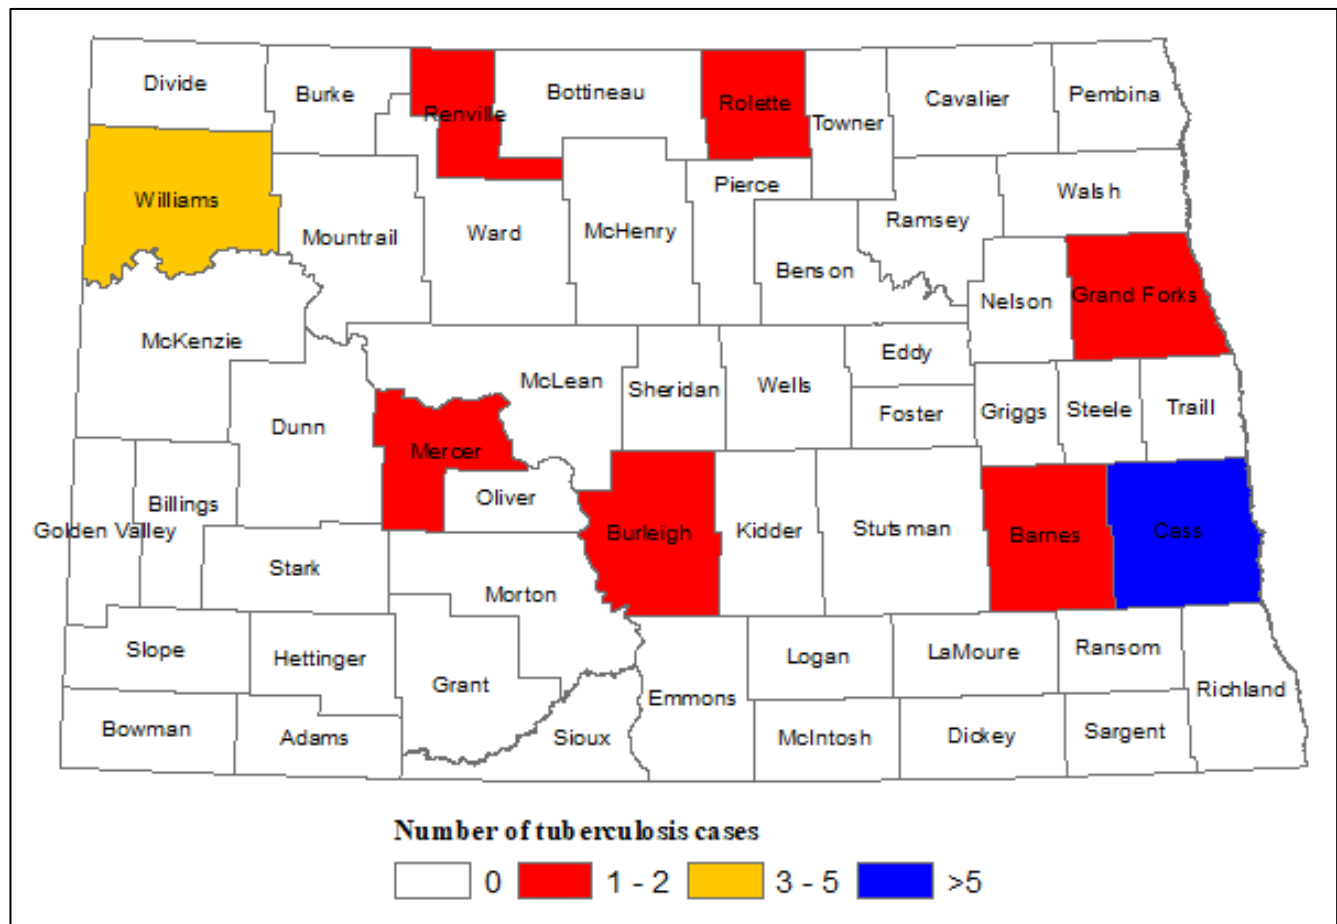 Divide
Burke
Renville
Bottineau
Rolette
Towner
Cavalier
Pembina
Williams
Mountrail
Ward
McHenry
Pierce
Benson
Ramsey
Walsh
Nelson
Grand Forks
McKenzie
Dunn
McLean
Sheridan
Wells
Eddy
Foster
Griggs
Steele
Traill
Golden Valley
Billings
Mercer
Oliver
Stark
Morton
Burleigh
Kidder
Stutsman
Barnes
Cass
Slope
Hettinger
Grant
Emmons
Logan
LaMoure
Ransom
Richland
Bowman
Adams
Sioux
McIntosh
Dickey
Sargent
Number of tuberculosis cases
0 1 - 2 3 - 5 >5